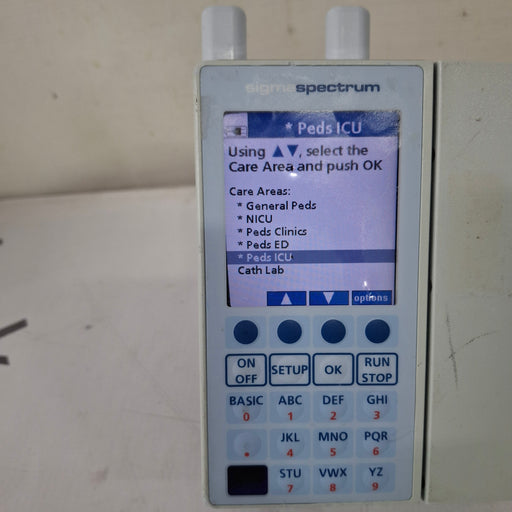 sigmaspectrum
* Peds ICU
Using ▲▼, select the
Care Area and push OK
Care Areas:
* General Peds
* NICU
* Peds Clinics
* Peds ED
* Peds ICU
Cath Lab
▲ ▼ options
ON OFF SETUP OK RUN STOP
BASIC ABC DEF GHI
0 1 2 3
JKL MNO PQR
. 4 5 6
STU VWX YZ
7 8 9